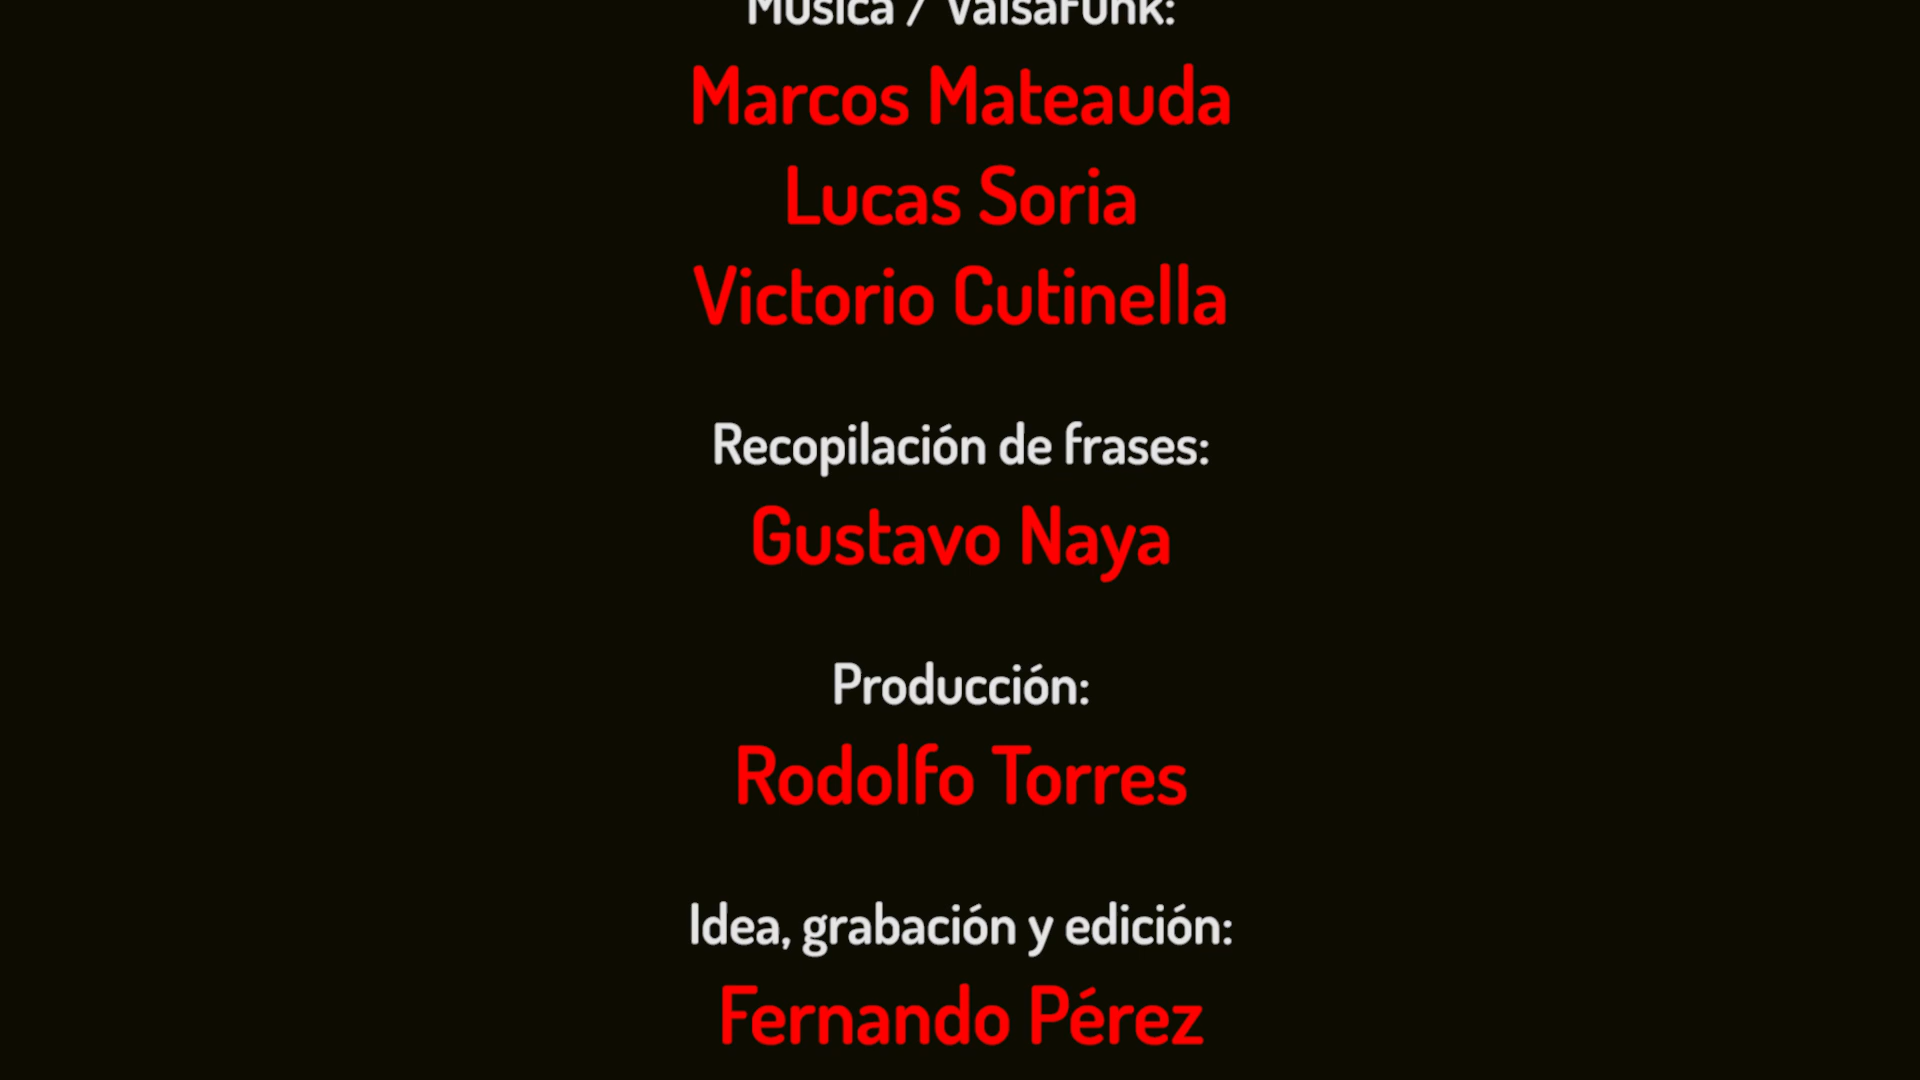 Música / ValsaFunk:
Marcos Mateauda
Lucas Soria
Victorio Cutinella
Recopilación de frases:
Gustavo Naya
Producción:
Rodolfo Torres
Idea, grabación y edición:
Fernando Pérez